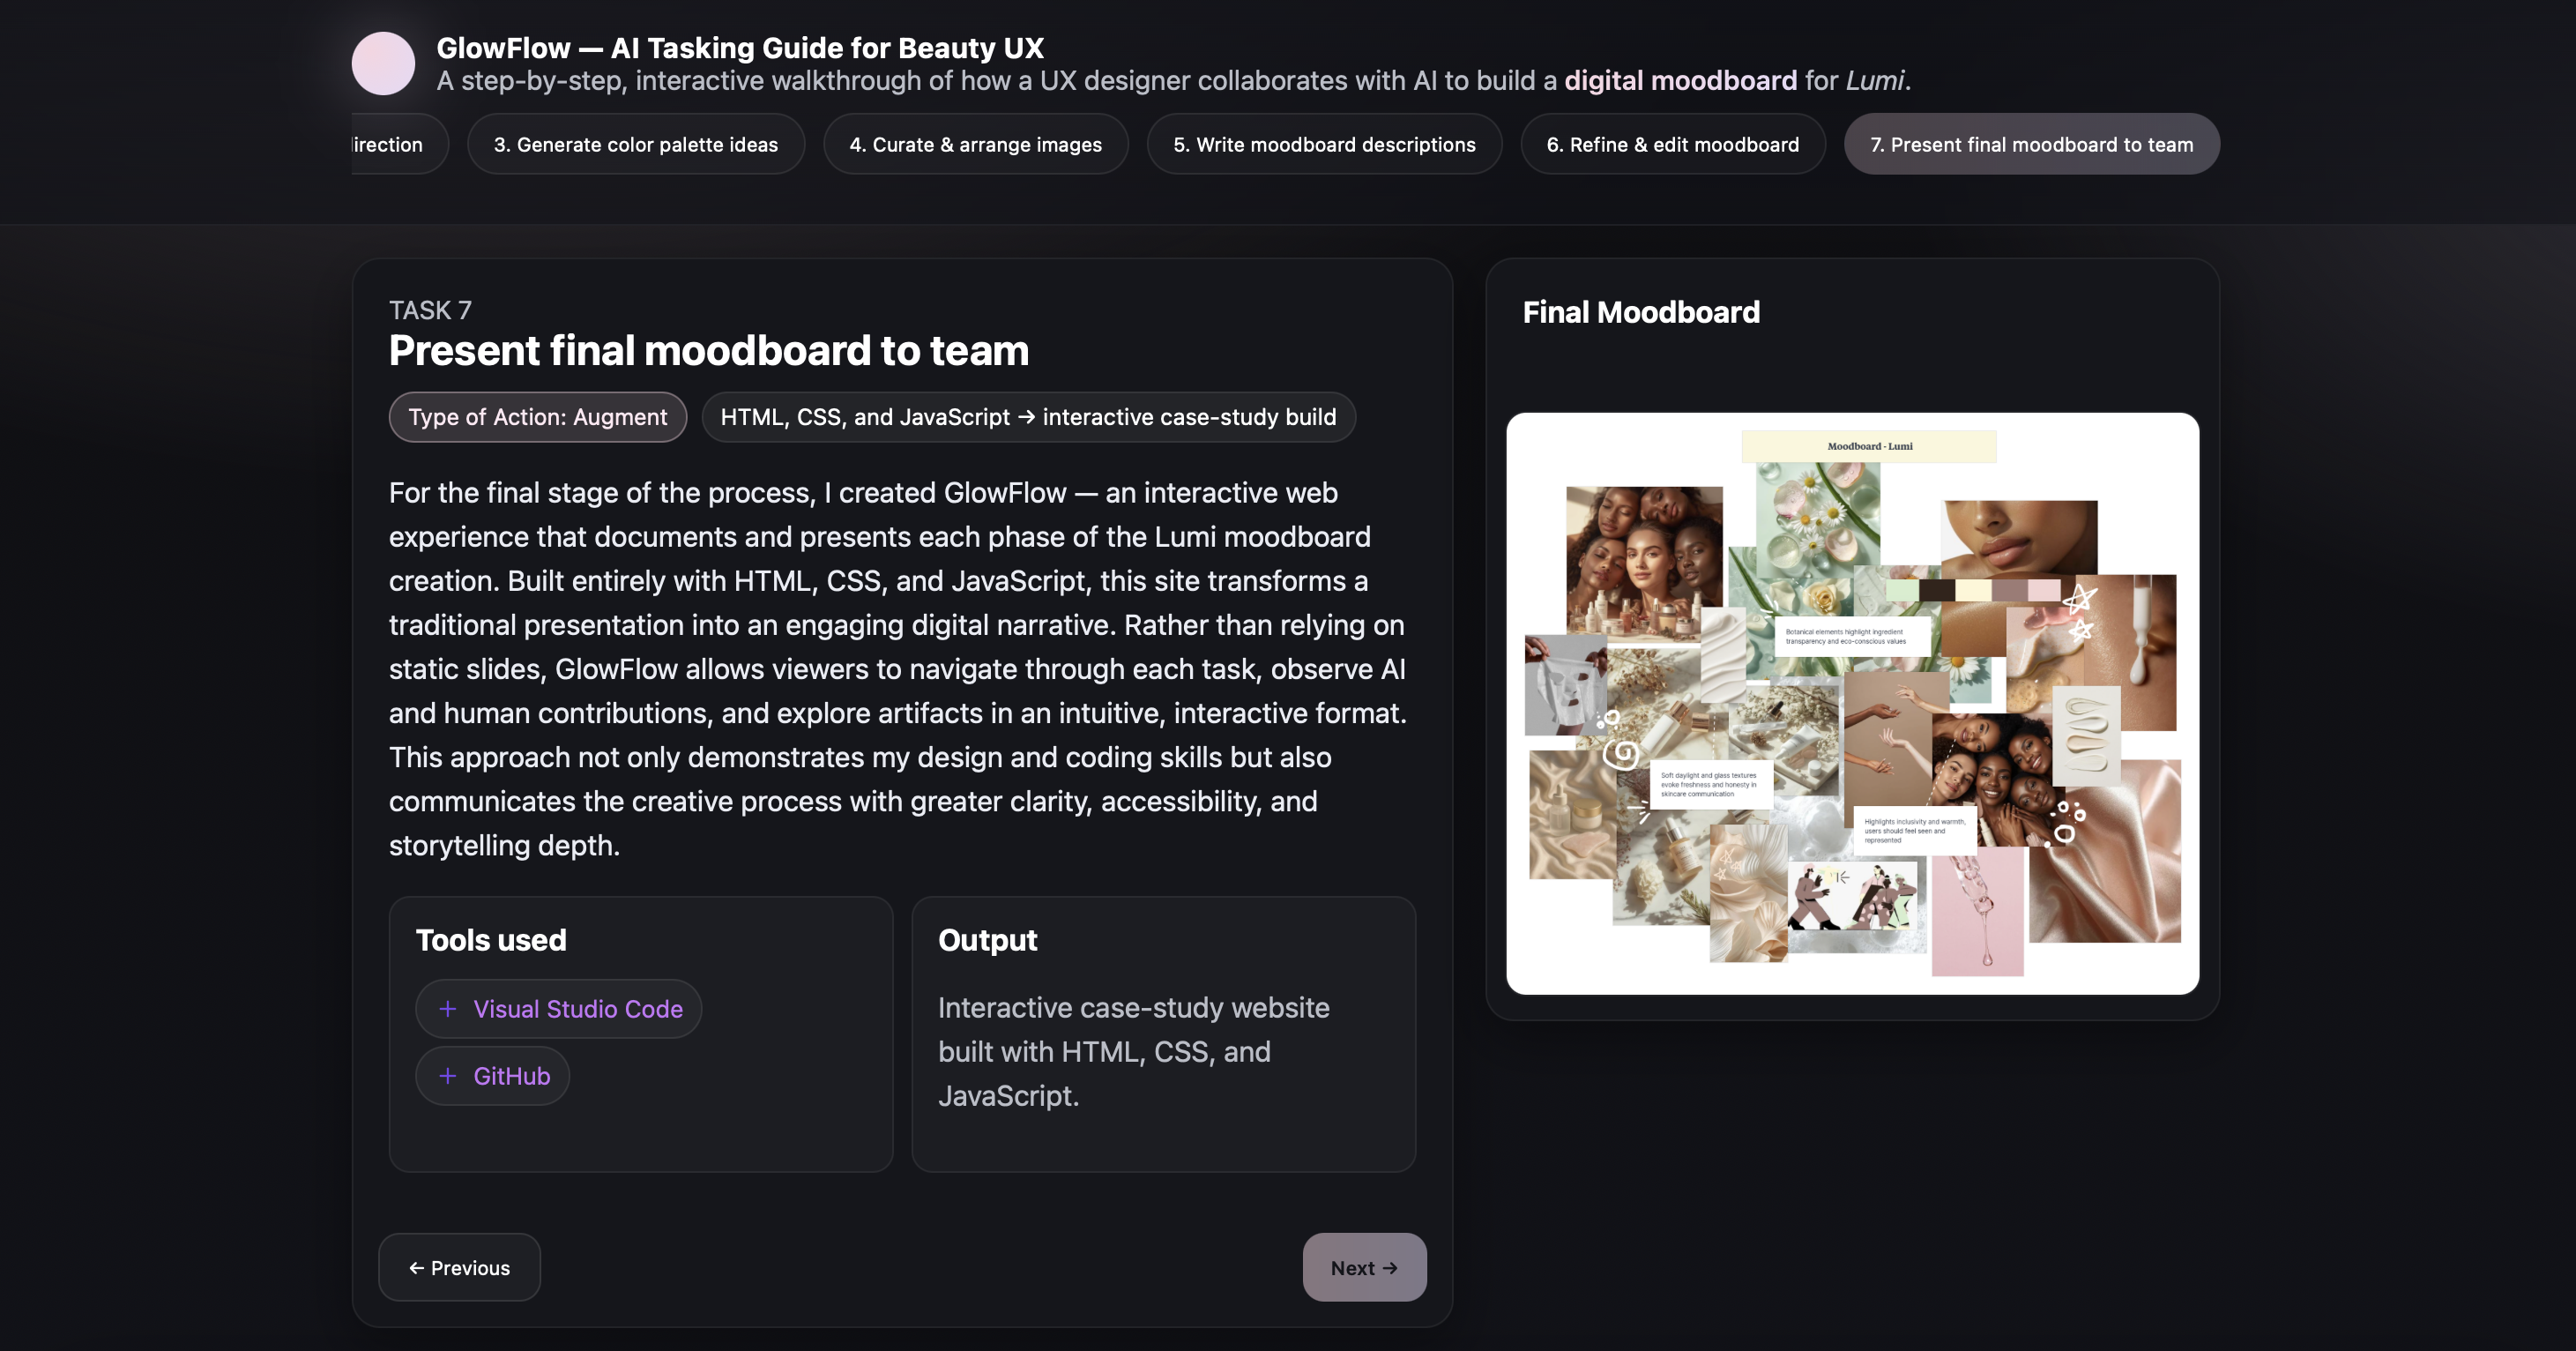 GlowFlow — AI Tasking Guide for Beauty UX
A step-by-step, interactive walkthrough of how a UX designer collaborates with AI to build a digital moodboard for Lumi.
irection
3. Generate color palette ideas
4. Curate & arrange images
5. Write moodboard descriptions
6. Refine & edit moodboard
7. Present final moodboard to team
TASK 7
Present final moodboard to team
Type of Action: Augment
HTML, CSS, and JavaScript → interactive case-study build
For the final stage of the process, I created GlowFlow — an interactive web
experience that documents and presents each phase of the Lumi moodboard
creation. Built entirely with HTML, CSS, and JavaScript, this site transforms a
traditional presentation into an engaging digital narrative. Rather than relying on
static slides, GlowFlow allows viewers to navigate through each task, observe AI
and human contributions, and explore artifacts in an intuitive, interactive format.
This approach not only demonstrates my design and coding skills but also
communicates the creative process with greater clarity, accessibility, and
storytelling depth.
Tools used
+ Visual Studio Code
+ GitHub
Output
Interactive case-study website
built with HTML, CSS, and
JavaScript.
← Previous
Next →
Final Moodboard
Moodboard - Lumi
Botanical elements highlight ingredient
transparency and eco-conscious values
Soft daylight and glass textures
evoke freshness and honesty in
skincare communication
Highlights inclusivity and warmth,
users should feel seen and
represented